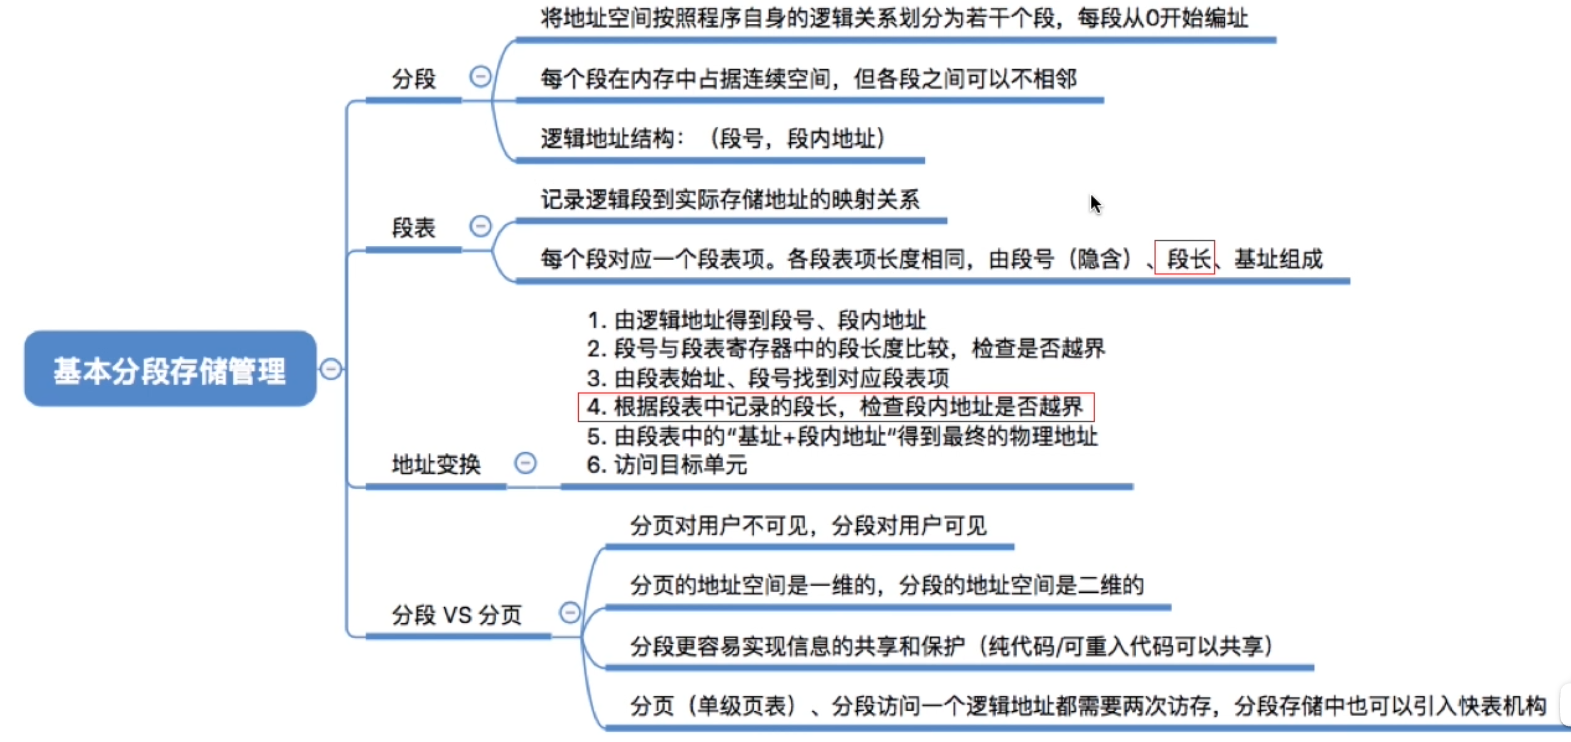 将地址空间按照程序自身的逻辑关系划分为若干个段，每段从0开始编址
分段
每个段在内存中占据连续空间，但各段之间可以不相邻
逻辑地址结构：（段号，段内地址）
记录逻辑段到实际存储地址的映射关系
段表
每个段对应一个段表项。各段表项长度相同，由段号（隐含）、段长、基址组成
基本分段存储管理
1. 由逻辑地址得到段号、段内地址
2. 段号与段表寄存器中的段长度比较，检查是否越界
3. 由段表始址、段号找到对应段表项
4. 根据段表中记录的段长，检查段内地址是否越界
5. 由段表中的“基址+段内地址”得到最终的物理地址
6. 访问目标单元
地址变换
分页对用户不可见，分段对用户可见
分页的地址空间是一维的，分段的地址空间是二维的
分段 VS 分页
分段更容易实现信息的共享和保护（纯代码/可重入代码可以共享）
分页（单级页表）、分段访问一个逻辑地址都需要两次访存，分段存储中也可以引入快表机构